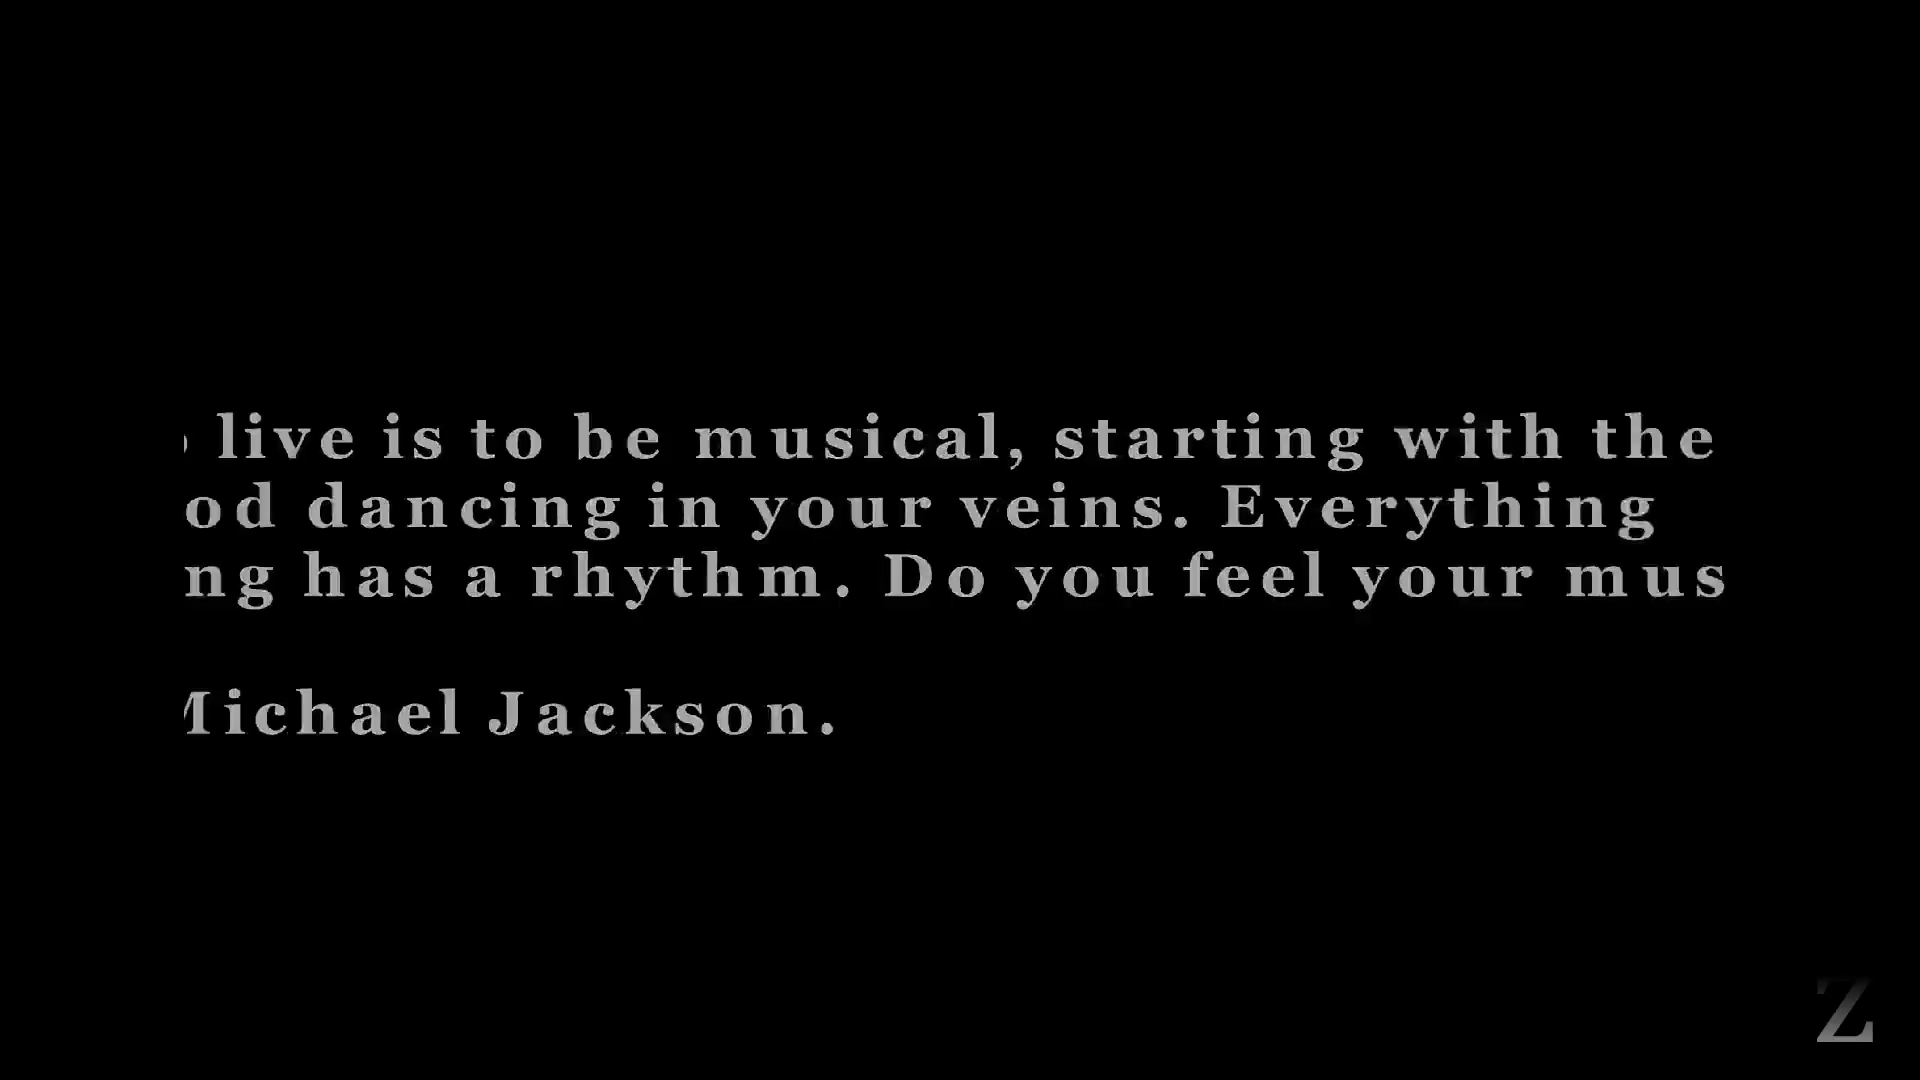 live is to be musical, starting with the
od dancing in your veins. Everything
ng has a rhythm. Do you feel your mus
Michael Jackson.
Z